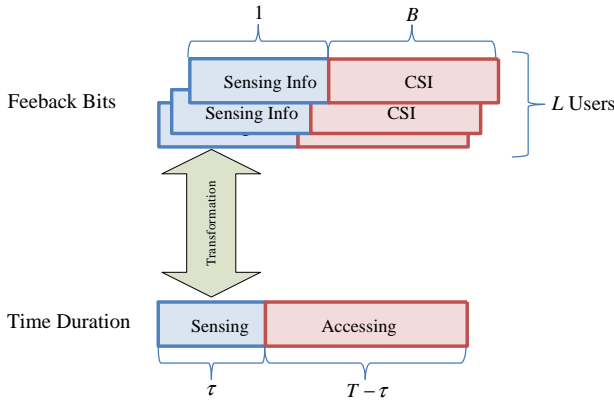 1
B
Sensing Info
CSI
Feeback Bits
L Users
Sensing Info
CSI
Transformation
Time Duration
Sensing
Accessing
τ
T − τ